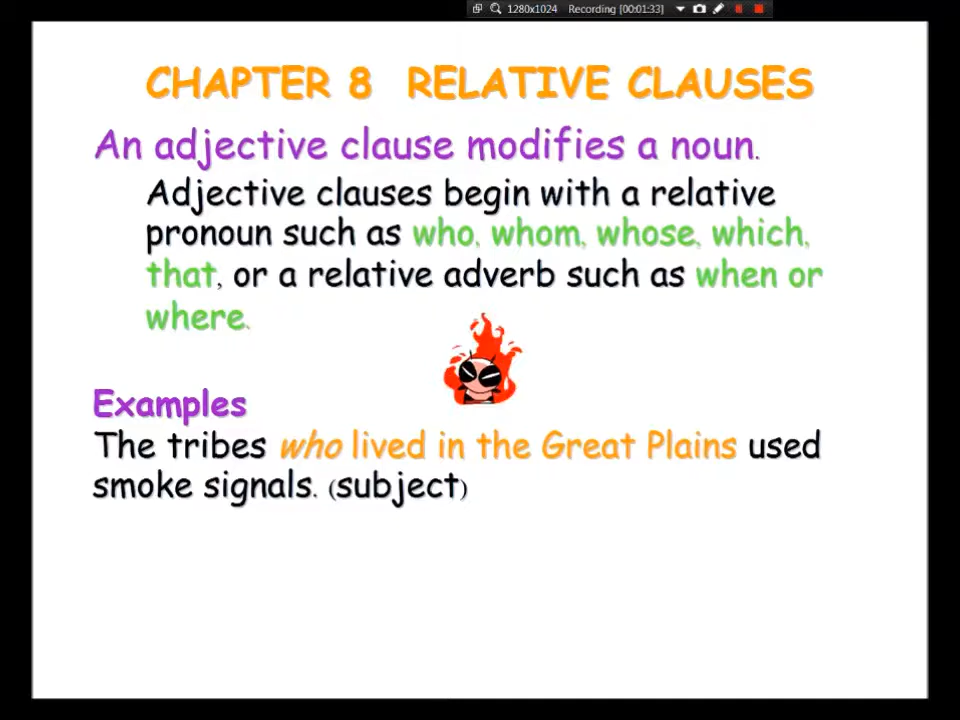 1280x1024 Recording [00:01:33]
CHAPTER 8 RELATIVE CLAUSES
An adjective clause modifies a noun.
Adjective clauses begin with a relative
pronoun such as who, whom, whose, which,
that, or a relative adverb such as when or
where.
Examples
The tribes who lived in the Great Plains used
smoke signals. (subject)